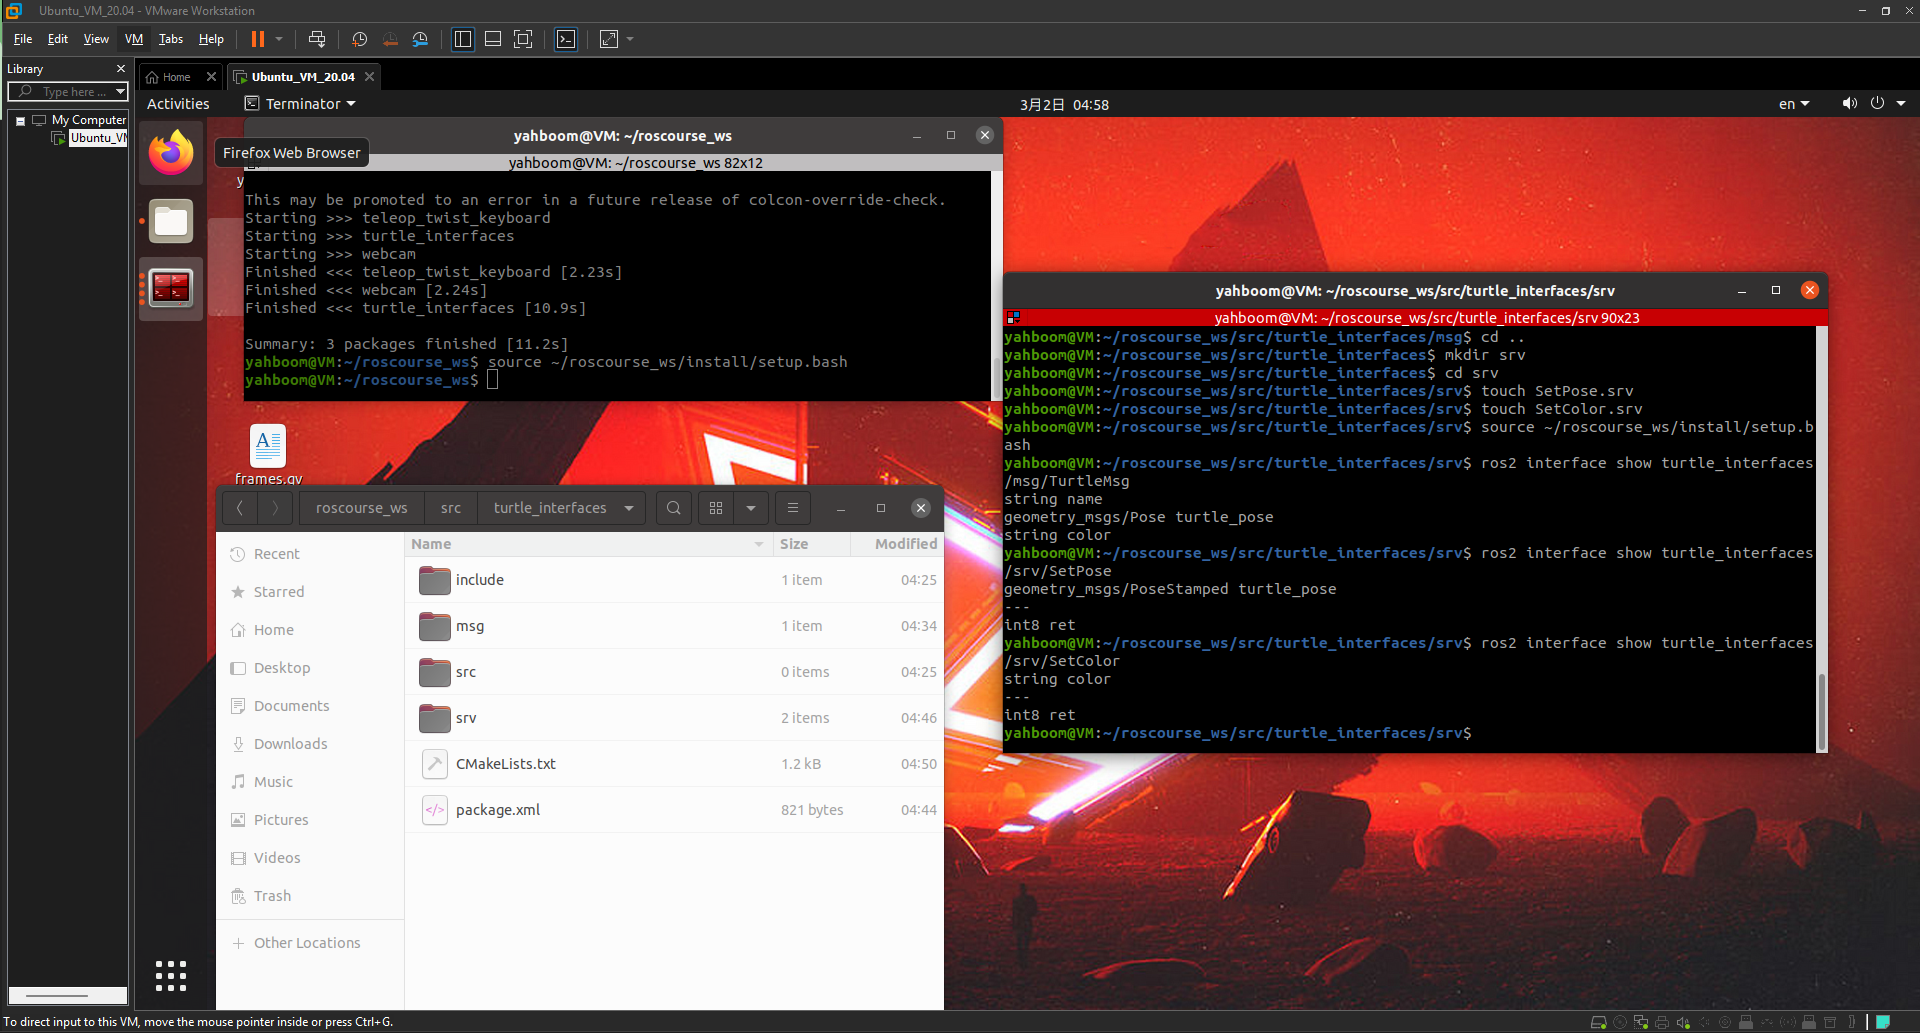 Ubuntu_VM_20.04 - VMware Workstation
File Edit View VM Tabs Help
Library
Home
Ubuntu_VM_20.04
Type here ...
My Computer
Ubuntu_VM
Activities
Terminator
3月2日 04:58
en
yahboom@VM: ~/roscourse_ws
Firefox Web Browser
yahboom@VM: ~/roscourse_ws 82x12
This may be promoted to an error in a future release of colcon-override-check.
Starting >>> teleop_twist_keyboard
Starting >>> turtle_interfaces
Starting >>> webcam
Finished <<< teleop_twist_keyboard [2.23s]
Finished <<< webcam [2.24s]
Finished <<< turtle_interfaces [10.9s]
Summary: 3 packages finished [11.2s]
yahboom@VM:~/roscourse_ws$ source ~/roscourse_ws/install/setup.bash
yahboom@VM:~/roscourse_ws$
frames.gv
yahboom@VM: ~/roscourse_ws/src/turtle_interfaces/srv
yahboom@VM: ~/roscourse_ws/src/turtle_interfaces/srv 90x23
yahboom@VM:~/roscourse_ws/src/turtle_interfaces/msg$ cd ..
yahboom@VM:~/roscourse_ws/src/turtle_interfaces$ mkdir srv
yahboom@VM:~/roscourse_ws/src/turtle_interfaces$ cd srv
yahboom@VM:~/roscourse_ws/src/turtle_interfaces/srv$ touch SetPose.srv
yahboom@VM:~/roscourse_ws/src/turtle_interfaces/srv$ touch SetColor.srv
yahboom@VM:~/roscourse_ws/src/turtle_interfaces/srv$ source ~/roscourse_ws/install/setup.b
ash
yahboom@VM:~/roscourse_ws/src/turtle_interfaces/srv$ ros2 interface show turtle_interfaces
/msg/TurtleMsg
string name
geometry_msgs/Pose turtle_pose
string color
yahboom@VM:~/roscourse_ws/src/turtle_interfaces/srv$ ros2 interface show turtle_interfaces
/srv/SetPose
geometry_msgs/PoseStamped turtle_pose
---
int8 ret
yahboom@VM:~/roscourse_ws/src/turtle_interfaces/srv$ ros2 interface show turtle_interfaces
/srv/SetColor
string color
---
int8 ret
yahboom@VM:~/roscourse_ws/src/turtle_interfaces/srv$
roscourse_ws src turtle_interfaces
Recent
Starred
Home
Desktop
Documents
Downloads
Music
Pictures
Videos
Trash
Other Locations
Name Size Modified
include 1 item 04:25
msg 1 item 04:34
src 0 items 04:25
srv 2 items 04:46
CMakeLists.txt 1.2 kB 04:50
package.xml 821 bytes 04:44
To direct input to this VM, move the mouse pointer inside or press Ctrl+G.